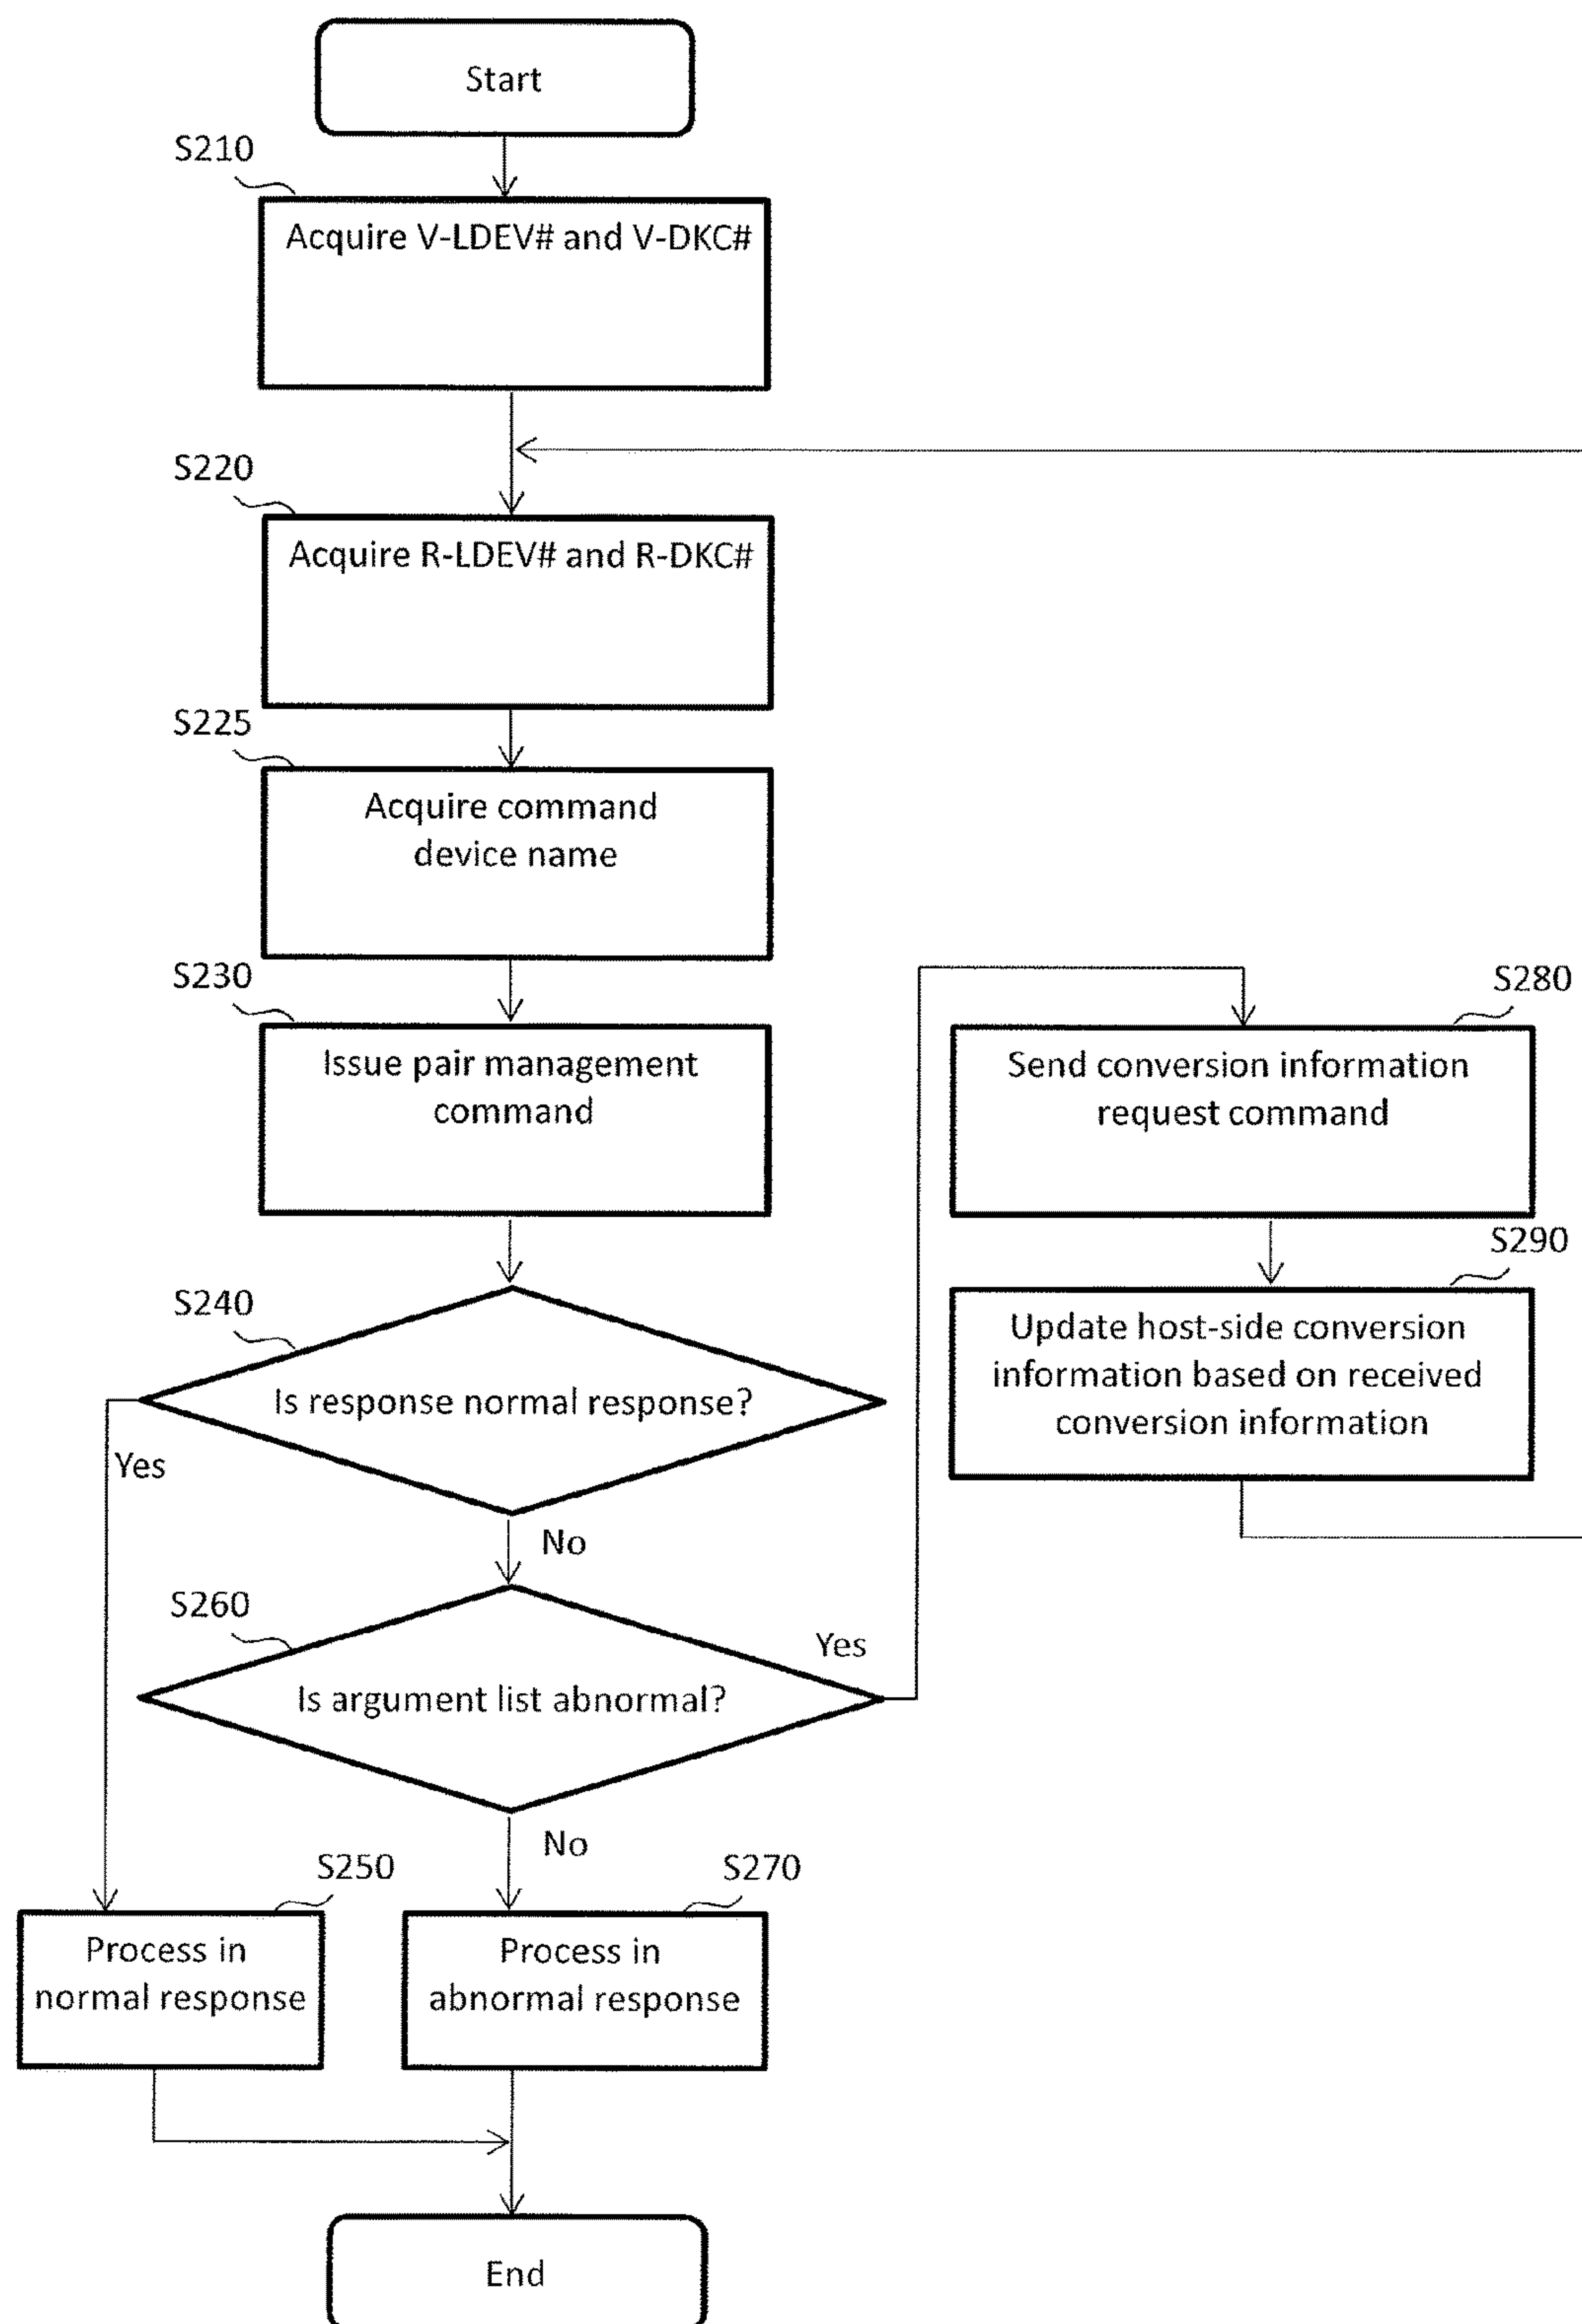 Start
S210
Acquire V-LDEV# and V-DKC#
S220
Acquire R-LDEV# and R-DKC#
S225
Acquire command
device name
S230
Issue pair management
command
S280
Send conversion information
request command
S290
Update host-side conversion
information based on received
conversion information
S240
Is response normal response?
Yes
No
S260
Is argument list abnormal?
Yes
No
S250
Process in
normal response
S270
Process in
abnormal response
End